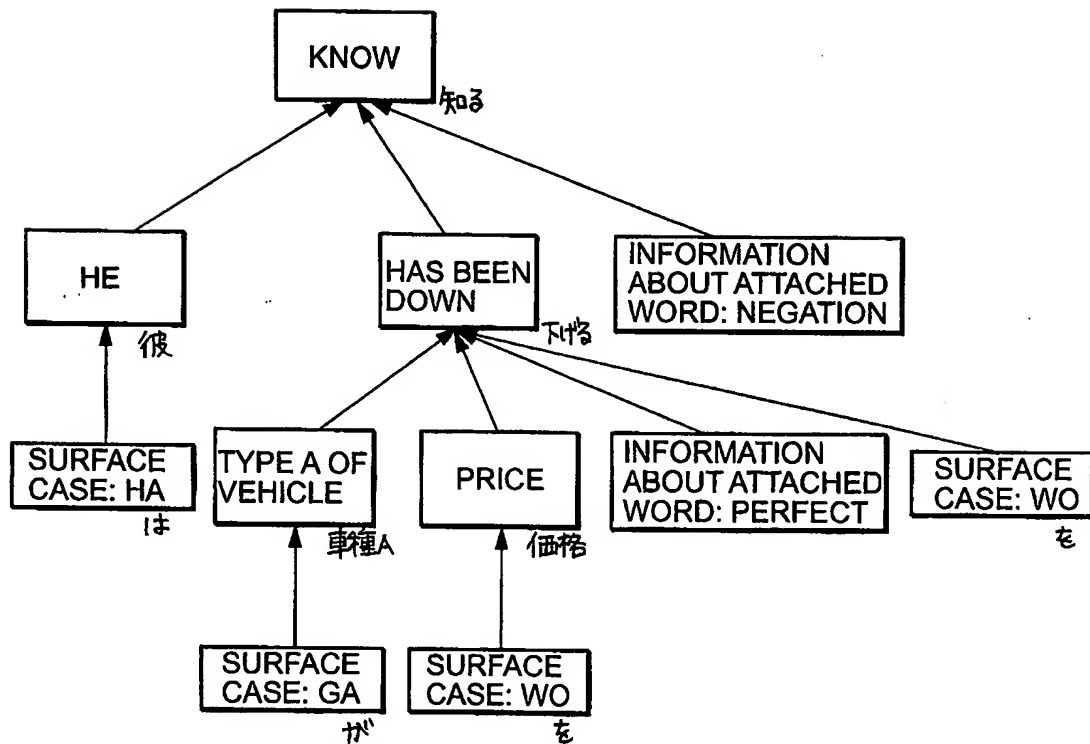 KNOW
知る
HE
彼
HAS BEEN
DOWN
下げる
INFORMATION
ABOUT ATTACHED
WORD: NEGATION
SURFACE
CASE: HA
は
TYPE A OF
VEHICLE
車種A
PRICE
価格
INFORMATION
ABOUT ATTACHED
WORD: PERFECT
SURFACE
CASE: WO
を
SURFACE
CASE: GA
が
SURFACE
CASE: WO
を